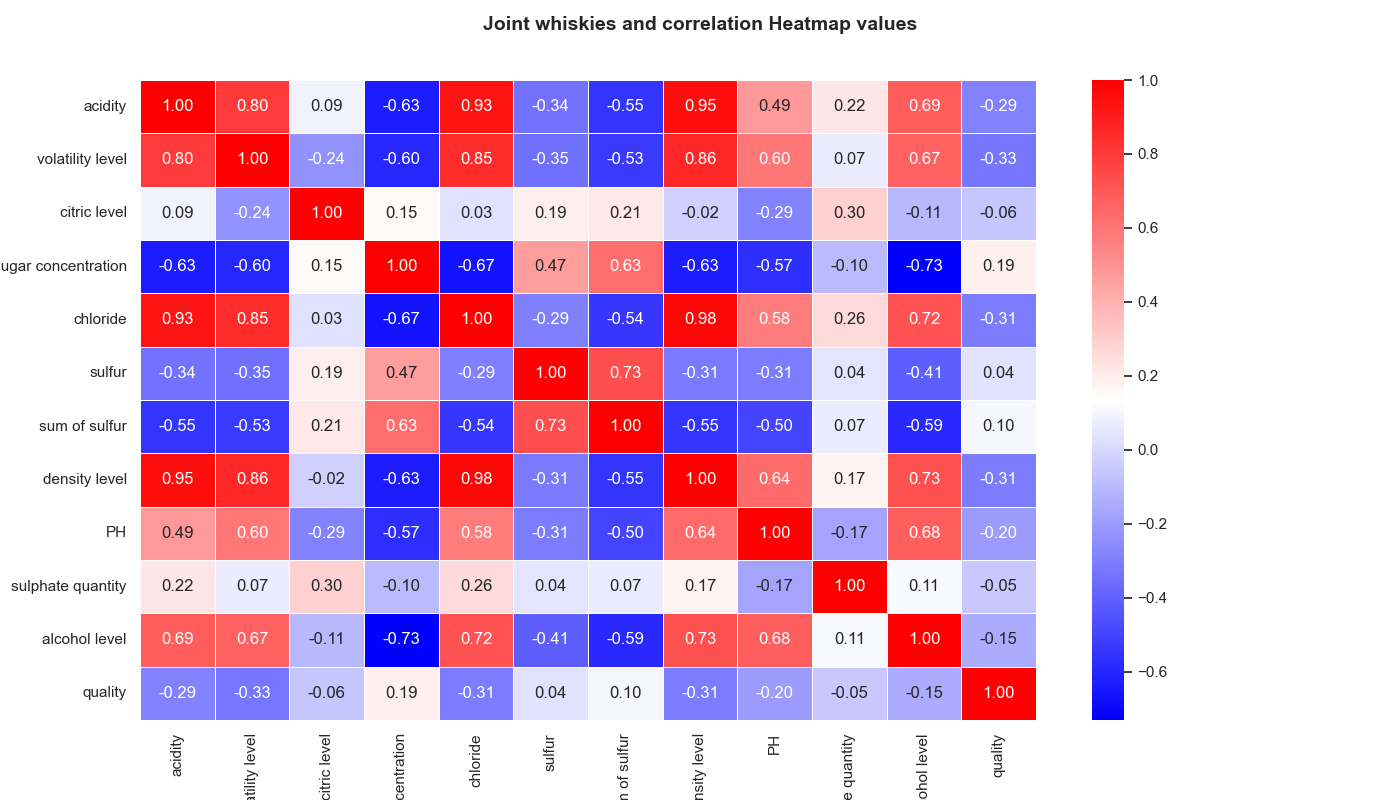 Joint whiskies and correlation Heatmap values
acidity 1.00 0.80 0.09 -0.63 0.93 -0.34 -0.55 0.95 0.49 0.22 0.69 -0.29
volatility level 0.80 1.00 -0.24 -0.60 0.85 -0.35 -0.53 0.86 0.60 0.07 0.67 -0.33
citric level 0.09 -0.24 1.00 0.15 0.03 0.19 0.21 -0.02 -0.29 0.30 -0.11 -0.06
ugar concentration -0.63 -0.60 0.15 1.00 -0.67 0.47 0.63 -0.63 -0.57 -0.10 -0.73 0.19
chloride 0.93 0.85 0.03 -0.67 1.00 -0.29 -0.54 0.98 0.58 0.26 0.72 -0.31
sulfur -0.34 -0.35 0.19 0.47 -0.29 1.00 0.73 -0.31 -0.31 0.04 -0.41 0.04
sum of sulfur -0.55 -0.53 0.21 0.63 -0.54 0.73 1.00 -0.55 -0.50 0.07 -0.59 0.10
density level 0.95 0.86 -0.02 -0.63 0.98 -0.31 -0.55 1.00 0.64 0.17 0.73 -0.31
PH 0.49 0.60 -0.29 -0.57 0.58 -0.31 -0.50 0.64 1.00 -0.17 0.68 -0.20
sulphate quantity 0.22 0.07 0.30 -0.10 0.26 0.04 0.07 0.17 -0.17 1.00 0.11 -0.05
alcohol level 0.69 0.67 -0.11 -0.73 0.72 -0.41 -0.59 0.73 0.68 0.11 1.00 -0.15
quality -0.29 -0.33 -0.06 0.19 -0.31 0.04 0.10 -0.31 -0.20 -0.05 -0.15 1.00
acidity
atility level
citric level
centration
chloride
sulfur
n of sulfur
nsity level
PH
e quantity
ohol level
quality
1.0
0.8
0.6
0.4
0.2
0.0
−0.2
−0.4
−0.6